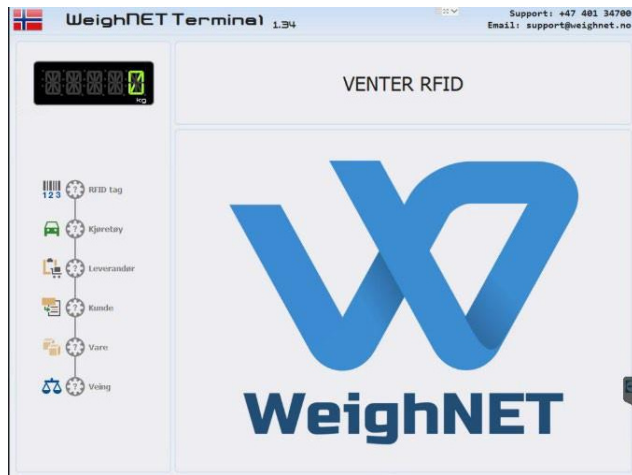 WeighNET Terminal 1.34
Support: +47 401 34700
Email: support@weighnet.no
0
kg
VENTER RFID
123 RFID tag
Kjøretøy
Leverandør
Kunde
Vare
Veing
WeighNET